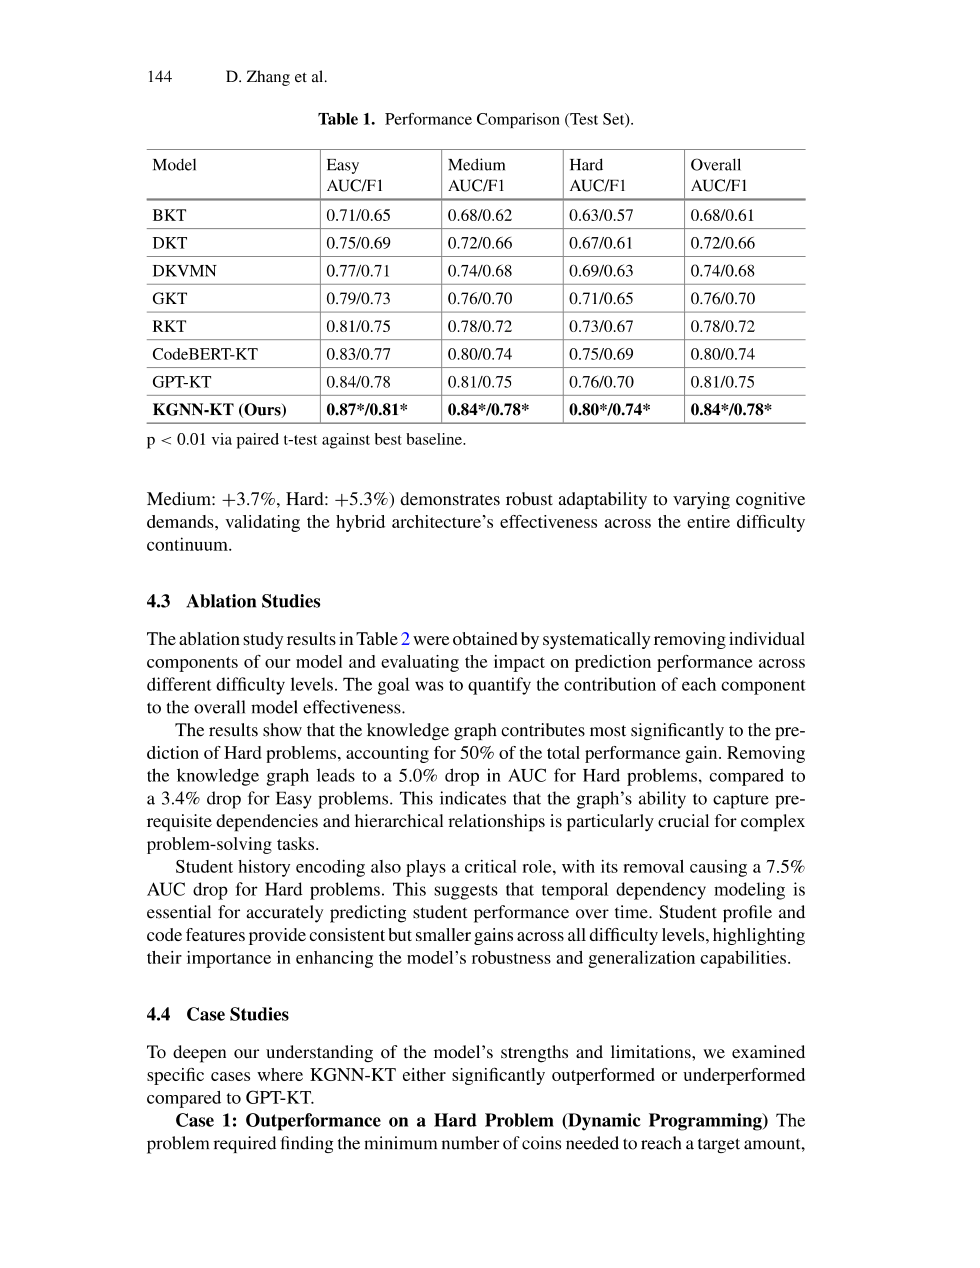 144 D. Zhang et al.
Table 1. Performance Comparison (Test Set).
Model Easy Medium Hard Overall
AUC/F1 AUC/F1 AUC/F1 AUC/F1
BKT 0.71/0.65 0.68/0.62 0.63/0.57 0.68/0.61
DKT 0.75/0.69 0.72/0.66 0.67/0.61 0.72/0.66
DKVMN 0.77/0.71 0.74/0.68 0.69/0.63 0.74/0.68
GKT 0.79/0.73 0.76/0.70 0.71/0.65 0.76/0.70
RKT 0.81/0.75 0.78/0.72 0.73/0.67 0.78/0.72
CodeBERT-KT 0.83/0.77 0.80/0.74 0.75/0.69 0.80/0.74
GPT-KT 0.84/0.78 0.81/0.75 0.76/0.70 0.81/0.75
KGNN-KT (Ours) 0.87*/0.81* 0.84*/0.78* 0.80*/0.74* 0.84*/0.78*
p < 0.01 via paired t-test against best baseline.
Medium: +3.7%, Hard: +5.3%) demonstrates robust adaptability to varying cognitive
demands, validating the hybrid architecture's effectiveness across the entire difficulty
continuum.
4.3 Ablation Studies
The ablation study results in Table 2 were obtained by systematically removing individual
components of our model and evaluating the impact on prediction performance across
different difficulty levels. The goal was to quantify the contribution of each component
to the overall model effectiveness.
The results show that the knowledge graph contributes most significantly to the pre-
diction of Hard problems, accounting for 50% of the total performance gain. Removing
the knowledge graph leads to a 5.0% drop in AUC for Hard problems, compared to
a 3.4% drop for Easy problems. This indicates that the graph's ability to capture pre-
requisite dependencies and hierarchical relationships is particularly crucial for complex
problem-solving tasks.
Student history encoding also plays a critical role, with its removal causing a 7.5%
AUC drop for Hard problems. This suggests that temporal dependency modeling is
essential for accurately predicting student performance over time. Student profile and
code features provide consistent but smaller gains across all difficulty levels, highlighting
their importance in enhancing the model's robustness and generalization capabilities.
4.4 Case Studies
To deepen our understanding of the model's strengths and limitations, we examined
specific cases where KGNN-KT either significantly outperformed or underperformed
compared to GPT-KT.
Case 1: Outperformance on a Hard Problem (Dynamic Programming) The
problem required finding the minimum number of coins needed to reach a target amount,